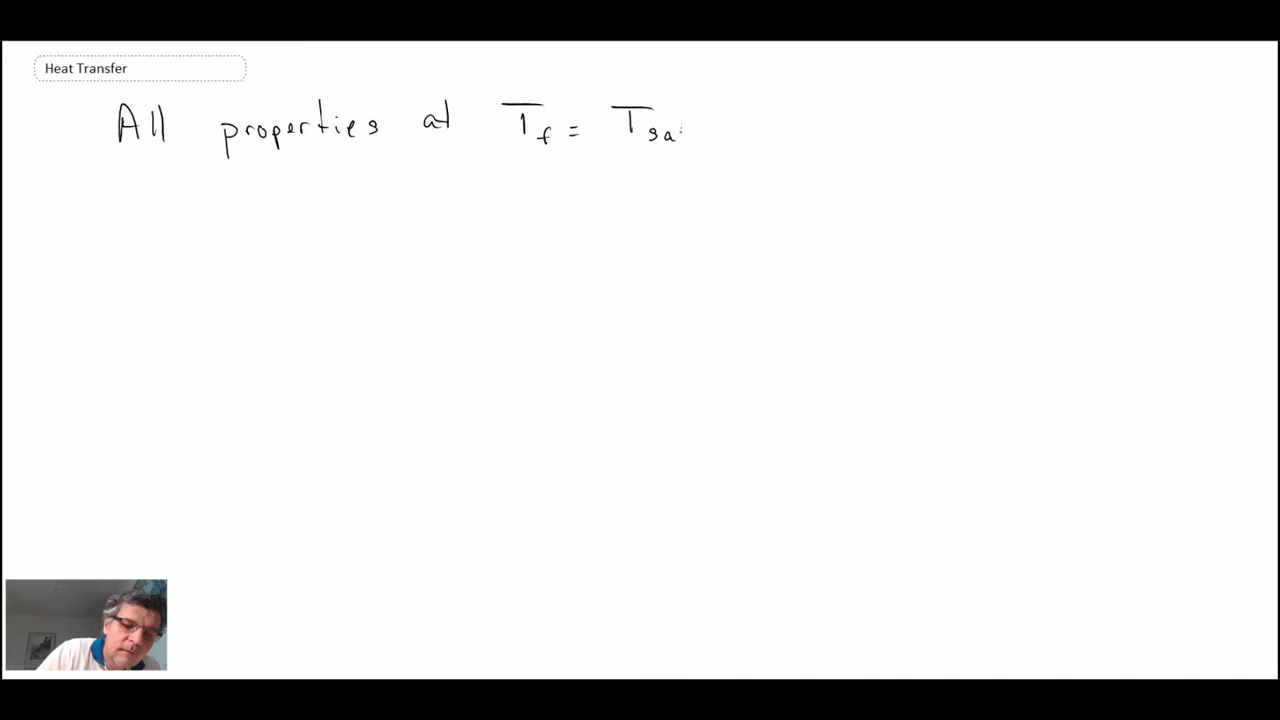 Heat Transfer
All properties at T_f = T_sa